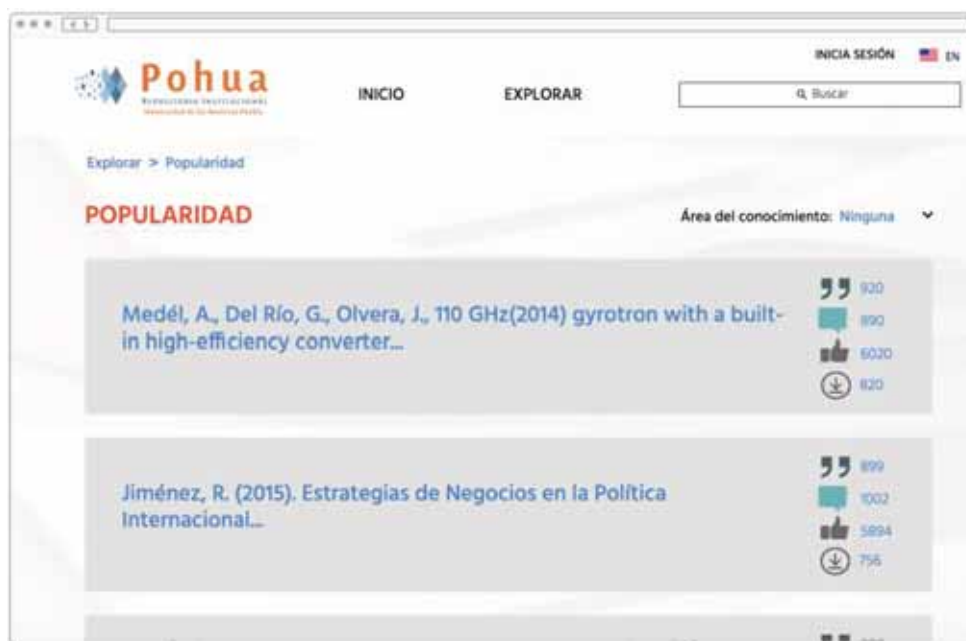 INICIA SESIÓN EN
Pohua
REPOSITORIO INSTITUCIONAL
INICIO EXPLORAR Buscar
Explorar > Popularidad
POPULARIDAD
Área del conocimiento: Ninguna
Medél, A., Del Río, G., Olvera, J., 110 GHz(2014) gyrotron with a built-
in high-efficiency converter...
920
890
6020
820
Jiménez, R. (2015). Estrategias de Negocios en la Política
Internacional...
899
1002
5894
756